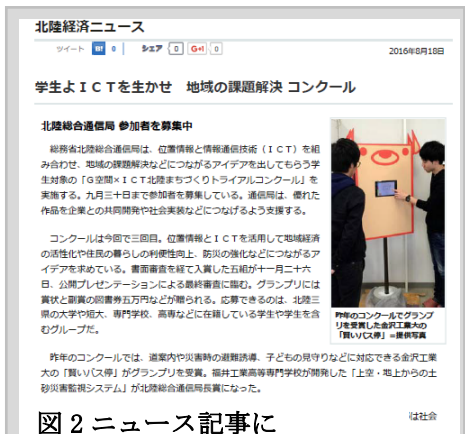 北陸経済ニュース
ツイート B! 0 シェア 0 G+1 0
2016年8月18日
学生よＩＣＴを生かせ　地域の課題解決 コンクール
北陸総合通信局 参加者を募集中
総務省北陸総合通信局は、位置情報と情報通信技術（ＩＣＴ）を組
み合わせ、地域の課題解決などにつながるアイデアを出してもらう学
生対象の「Ｇ空間×ＩＣＴ北陸まちづくりトライアルコンクール」を
実施する。九月三十日まで参加者を募集している。通信局は、優れた
作品を企業との共同開発や社会実装などにつなげるよう支援する。
コンクールは今回で三回目。位置情報とＩＣＴを活用して地域経済
の活性化や住民の暮らしの利便性向上、防災の強化などにつながるア
イデアを求めている。書面審査を経て入賞した五組が十一月二十六
日、公開プレゼンテーションによる最終審査に臨む。グランプリには
賞状と副賞の図書券五万円などが贈られる。応募できるのは、北陸三
県の大学や短大、専門学校、高専などに在籍している学生や学生を含
むグループだ。
昨年のコンクールでグランプ
リを受賞した金沢工業大の
「賢いバス停」＝提供写真
昨年のコンクールでは、道案内や災害時の避難誘導、子どもの見守りなどに対応できる金沢工業
大の「賢いバス停」がグランプリを受賞。福井工業高等専門学校が開発した「上空・地上からの土
砂災害監視システム」が北陸総合通信局長賞になった。
図２ニュース記事に
は社会